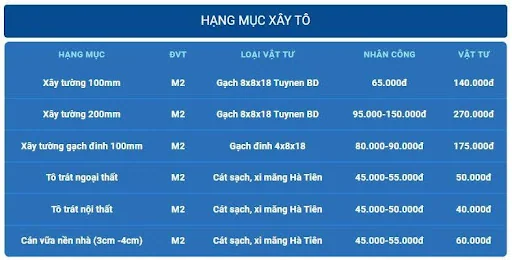 HẠNG MỤC XÂY TÔ
HẠNG MỤC ĐVT LOẠI VẬT TƯ NHÂN CÔNG VẬT TƯ
Xây tường 100mm M2 Gạch 8x8x18 Tuynen BD 65.000đ 140.000đ
Xây tường 200mm M2 Gạch 8x8x18 Tuynen BD 95.000-150.000đ 270.000đ
Xây tường gạch đinh 100mm M2 Gạch đinh 4x8x18 80.000-90.000đ 175.000đ
Tô trát ngoại thất M2 Cát sạch, xi măng Hà Tiên 45.000-55.000đ 50.000đ
Tô trát nội thất M2 Cát sạch, xi măng Hà Tiên 45.000-50.000đ 40.000đ
Cán vữa nền nhà (3cm -4cm) M2 Cát sạch, xi măng Hà Tiên 45.000-55.000đ 60.000đ